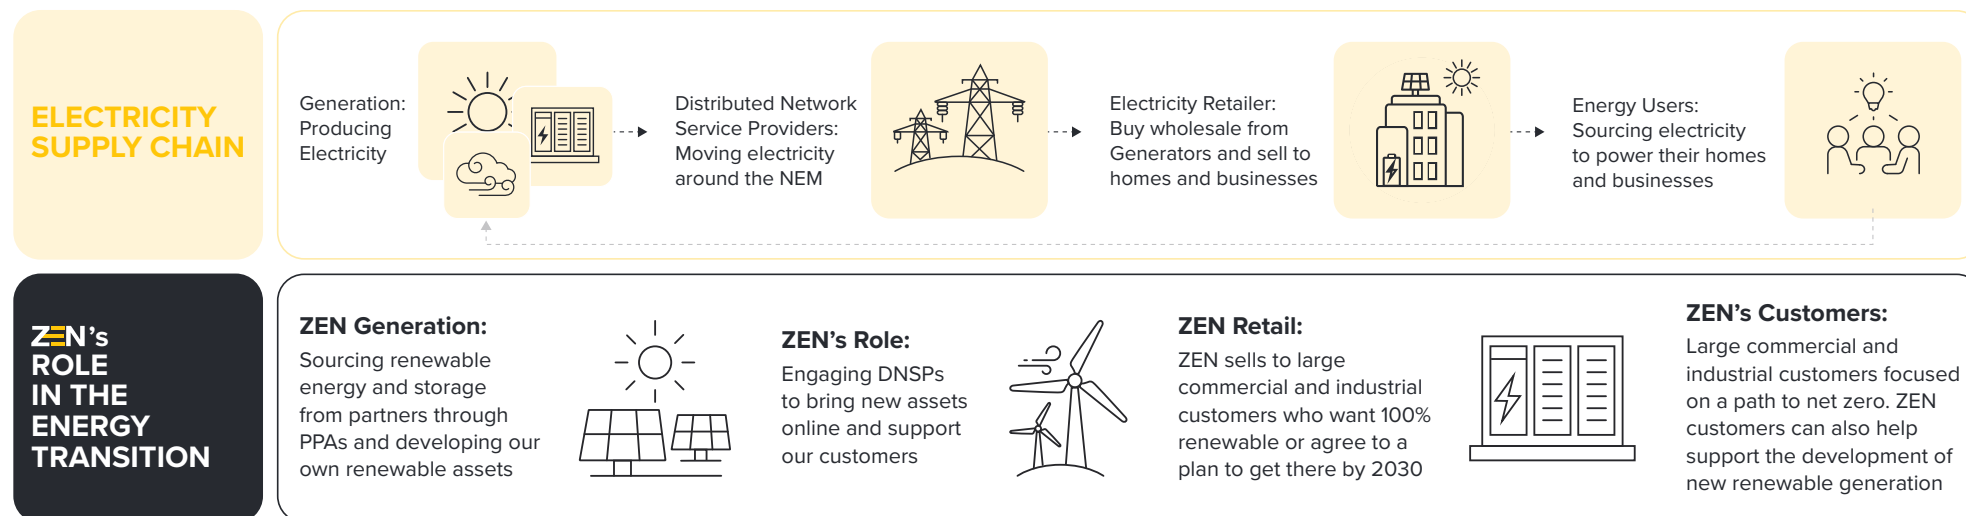 ELECTRICITY
SUPPLY CHAIN
Generation:
Producing
Electricity
Distributed Network
Service Providers:
Moving electricity
around the NEM
Electricity Retailer:
Buy wholesale from
Generators and sell to
homes and businesses
Energy Users:
Sourcing electricity
to power their homes
and businesses
ZEN's
ROLE
IN THE
ENERGY
TRANSITION
ZEN Generation:
Sourcing renewable
energy and storage
from partners through
PPAs and developing our
own renewable assets
ZEN's Role:
Engaging DNSPs
to bring new assets
online and support
our customers
ZEN Retail:
ZEN sells to large
commercial and industrial
customers who want 100%
renewable or agree to a
plan to get there by 2030
ZEN's Customers:
Large commercial and
industrial customers focused
on a path to net zero. ZEN
customers can also help
support the development of
new renewable generation